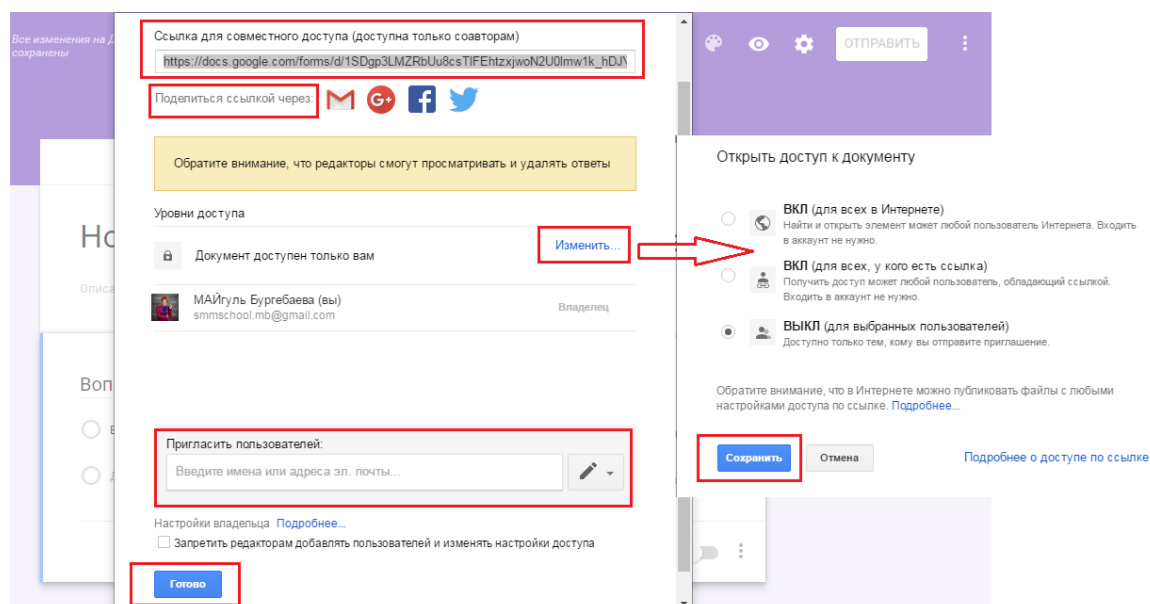 Все изменения на Д
сохранены
Ссылка для совместного доступа (доступна только соавторам)
https://docs.google.com/forms/d/
Поделиться ссылкой через:
G+
ОТПРАВИТЬ
Обратите внимание, что редакторы смогут просматривать и удалять ответы
Уровни доступа
Документ доступен только вам
Изменить...
МАЙгуль Бургебаева (вы)
smmschool.mb@gmail.com
Владелец
Но
Описа
Воп
Пригласить пользователей:
Введите имена или адреса эл. почты...
Настройки владельца Подробнее...
Запретить редакторам добавлять пользователей и изменять настройки доступа
Готово
Открыть доступ к документу
ВКЛ (для всех в Интернете)
Найти и открыть элемент может любой пользователь Интернета. Входить
в аккаунт не нужно.
ВКЛ (для всех, у кого есть ссылка)
Получить доступ может любой пользователь, обладающий ссылкой.
Входить в аккаунт не нужно.
ВЫКЛ (для выбранных пользователей)
Доступно только тем, кому вы отправите приглашение.
Обратите внимание, что в Интернете можно публиковать файлы с любыми
настройками доступа по ссылке. Подробнее...
Сохранить
Отмена
Подробнее о доступе по ссылке